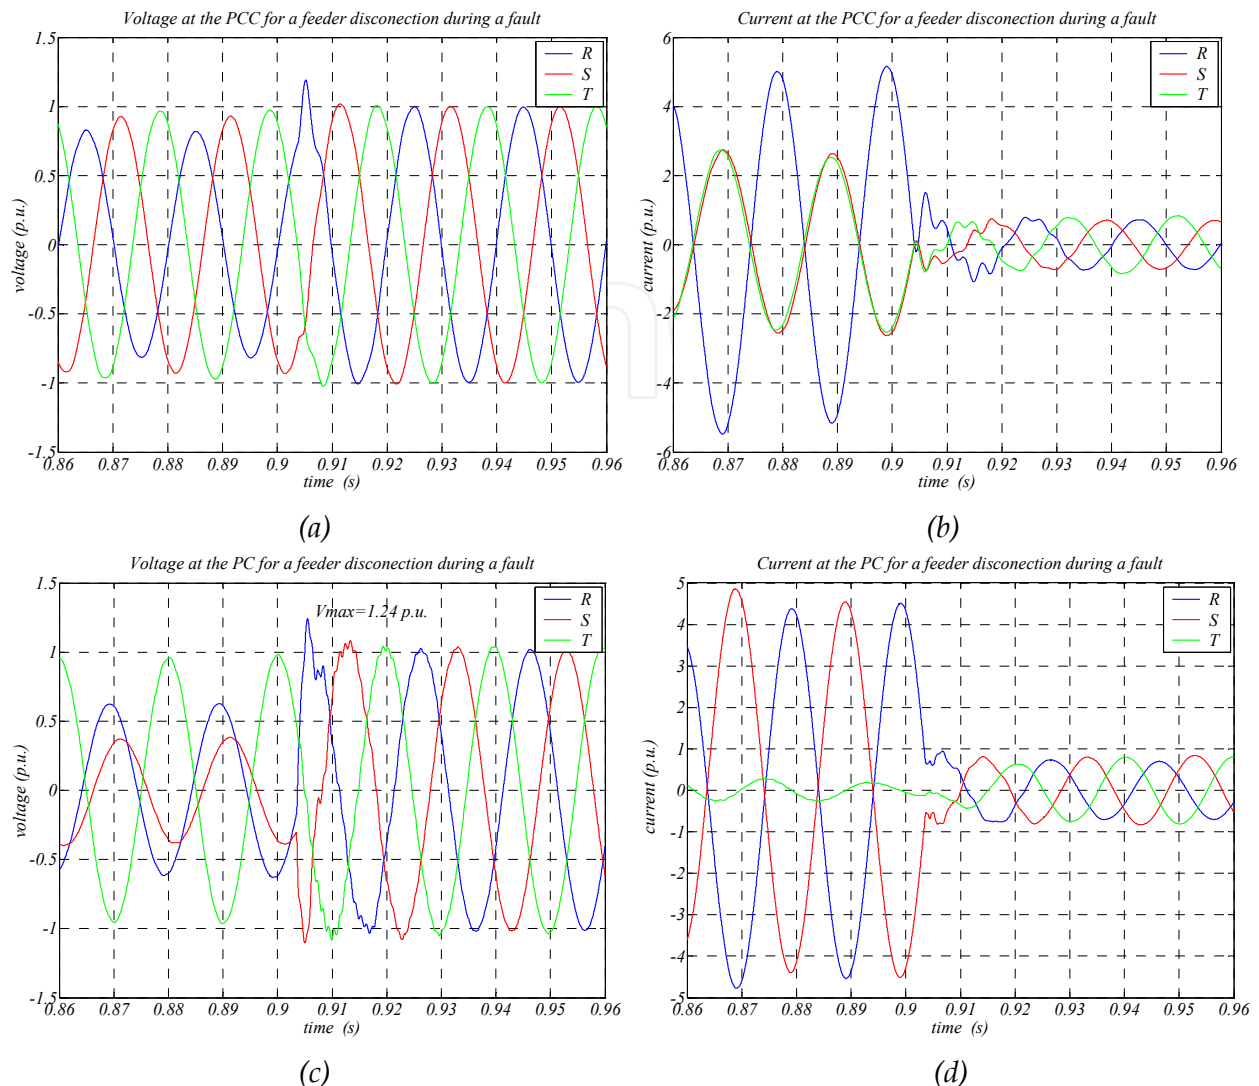 Voltage at the PCC for a feeder disconection during a fault
1.5
1
0.5
0
-0.5
-1
-1.5
voltage (p.u.)
R
S
T
0.86 0.87 0.88 0.89 0.9 0.91 0.92 0.93 0.94 0.95 0.96
time (s)
(a)
Current at the PCC for a feeder disconection during a fault
6
4
2
0
-2
-4
-6
current (p.u.)
R
S
T
0.86 0.87 0.88 0.89 0.9 0.91 0.92 0.93 0.94 0.95 0.96
time (s)
(b)
Voltage at the PC for a feeder disconection during a fault
1.5
1
0.5
0
-0.5
-1
-1.5
voltage (p.u.)
Vmax=1.24 p.u.
R
S
T
0.86 0.87 0.88 0.89 0.9 0.91 0.92 0.93 0.94 0.95 0.96
time (s)
(c)
Current at the PC for a feeder disconection during a fault
5
4
3
2
1
0
-1
-2
-3
-4
-5
current (p.u.)
R
S
T
0.86 0.87 0.88 0.89 0.9 0.91 0.92 0.93 0.94 0.95 0.96
time (s)
(d)